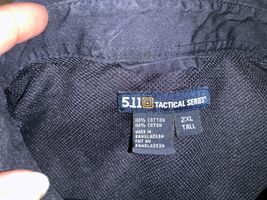 5.11 TACTICAL SERIES
100% COTTON
100% COTON
MADE IN
BANGLADESH
FAIT AU
BANGLADESH
2XL
TALL